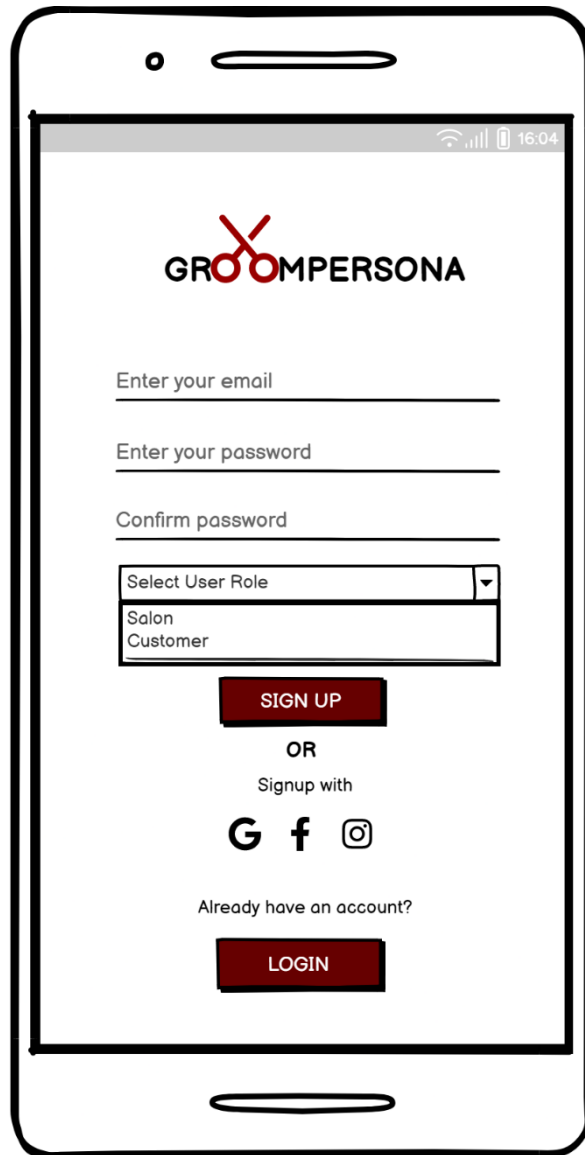 16:04
GROOMPERSONA
Enter your email
Enter your password
Confirm password
Select User Role
Salon
Customer
SIGN UP
OR
Signup with
G f
Already have an account?
LOGIN